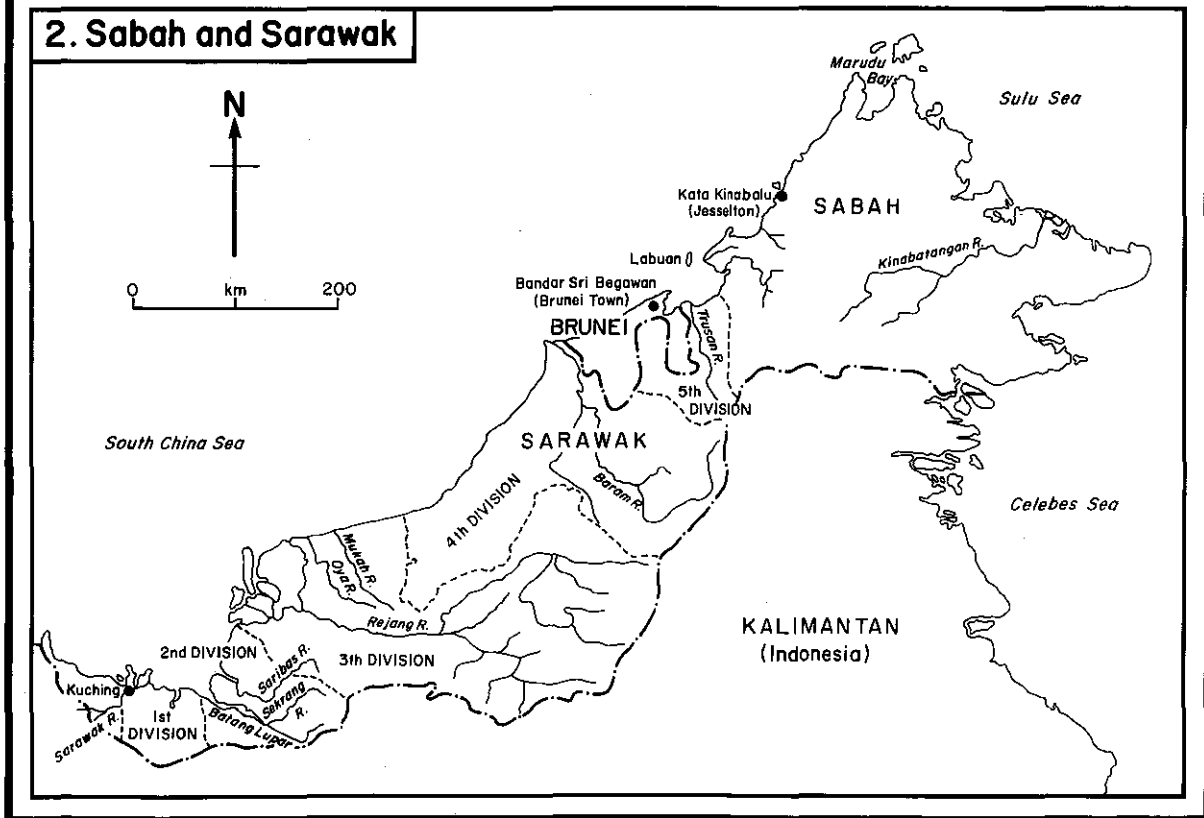 2. Sabah and Sarawak
N
0 km 200
Marudu
Bay
Sulu Sea
Kata Kinabalu
(Jesselton)
SABAH
Kinabatangan R.
Labuan
Bandar Sri Begawan
(Brunei Town)
BRUNEI
Trusan R.
5th
DIVISION
South China Sea
SARAWAK
Baram R.
4th DIVISION
Celebes Sea
Mukah R.
Oya R.
Rejang R.
KALIMANTAN
(Indonesia)
2nd DIVISION
Saribas R.
3th DIVISION
Kuching
Sekrang
R.
Sarawak R.
1st
DIVISION
Batang Lupar